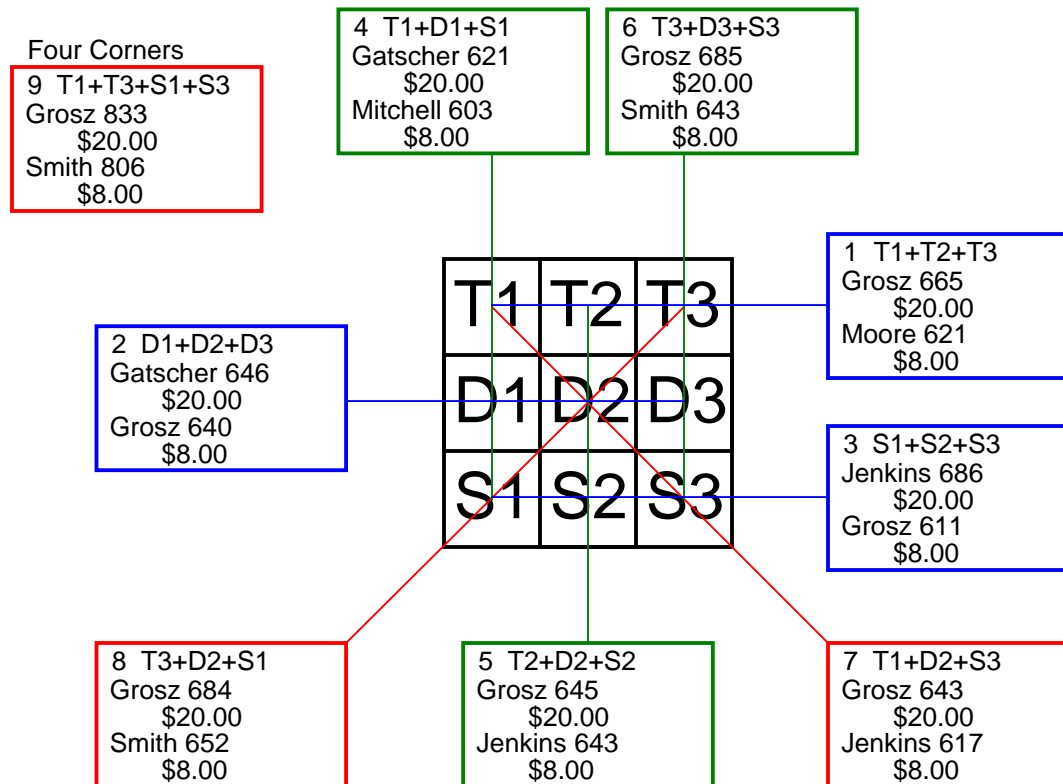 Four Corners
9 T1+T3+S1+S3
Grosz 833
$20.00
Smith 806
$8.00
4 T1+D1+S1
Gatscher 621
$20.00
Mitchell 603
$8.00
6 T3+D3+S3
Grosz 685
$20.00
Smith 643
$8.00
1 T1+T2+T3
Grosz 665
$20.00
Moore 621
$8.00
2 D1+D2+D3
Gatscher 646
$20.00
Grosz 640
$8.00
T1 T2 T3
D1 D2 D3
S1 S2 S3
3 S1+S2+S3
Jenkins 686
$20.00
Grosz 611
$8.00
8 T3+D2+S1
Grosz 684
$20.00
Smith 652
$8.00
5 T2+D2+S2
Grosz 645
$20.00
Jenkins 643
$8.00
7 T1+D2+S3
Grosz 643
$20.00
Jenkins 617
$8.00